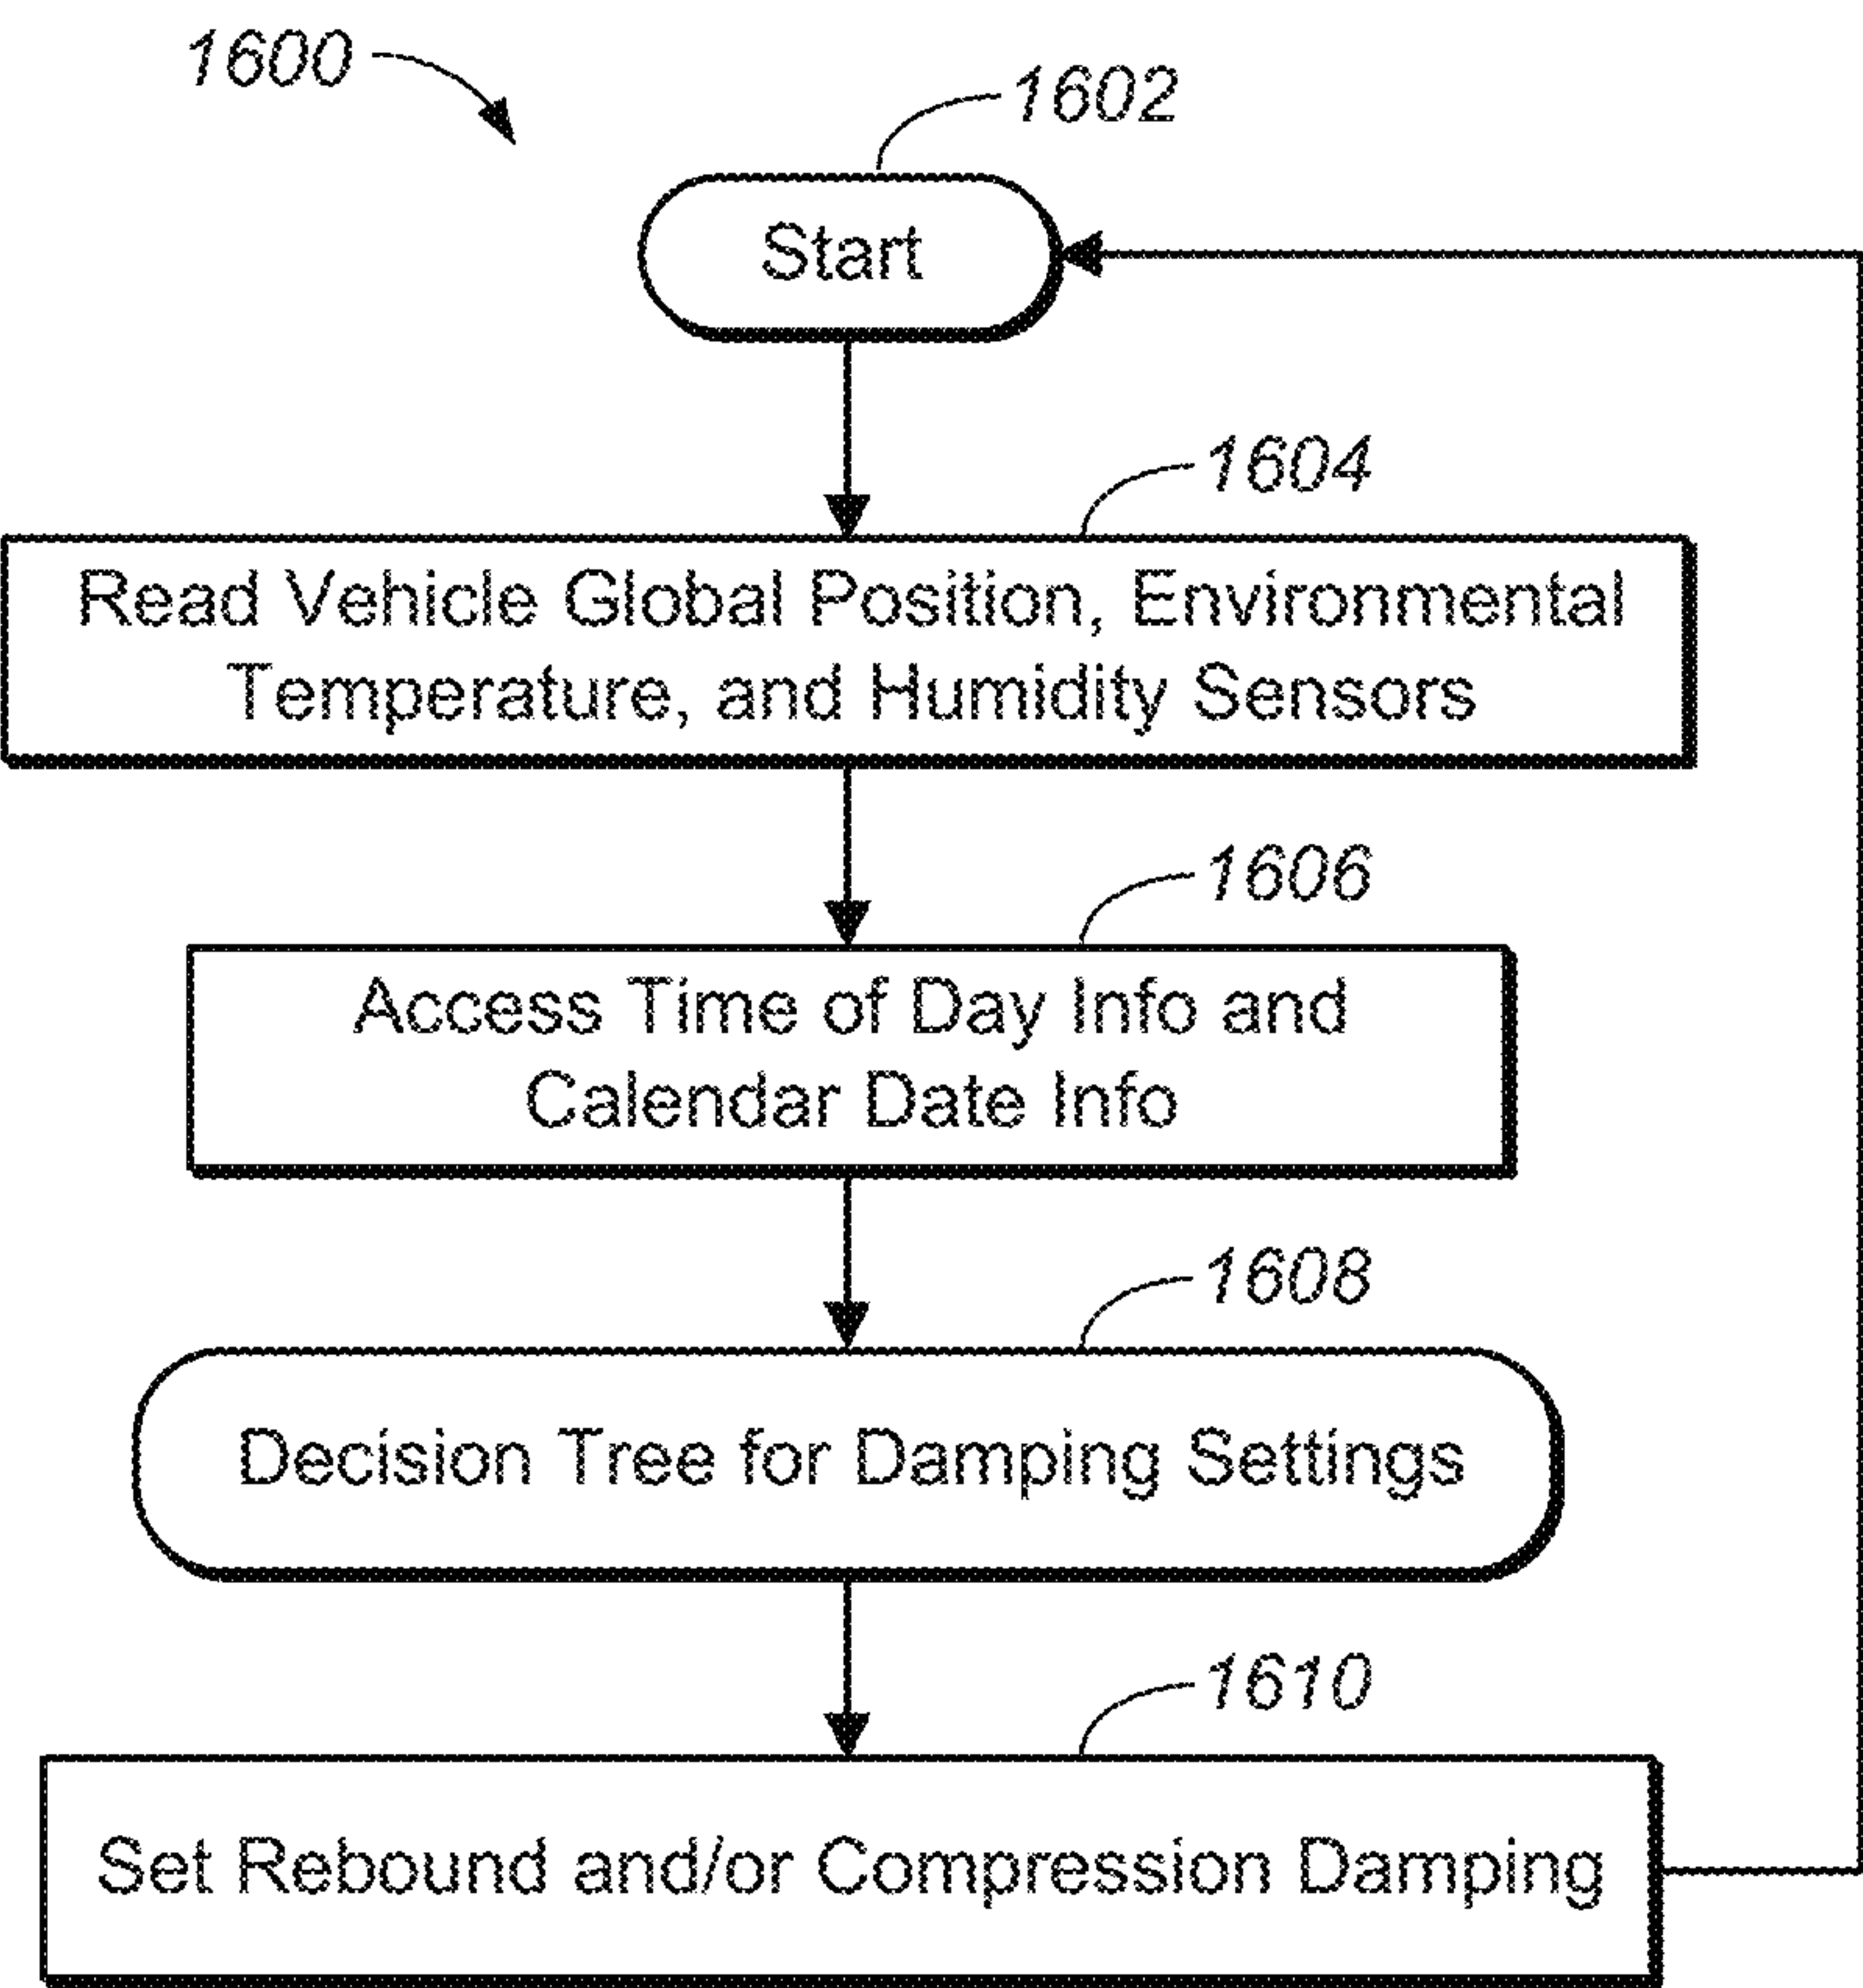 1600
1602
Start
1604
Read Vehicle Global Position, Environmental
Temperature, and Humidity Sensors
1606
Access Time of Day Info and
Calendar Date Info
1608
Decision Tree for Damping Settings
1610
Set Rebound and/or Compression Damping